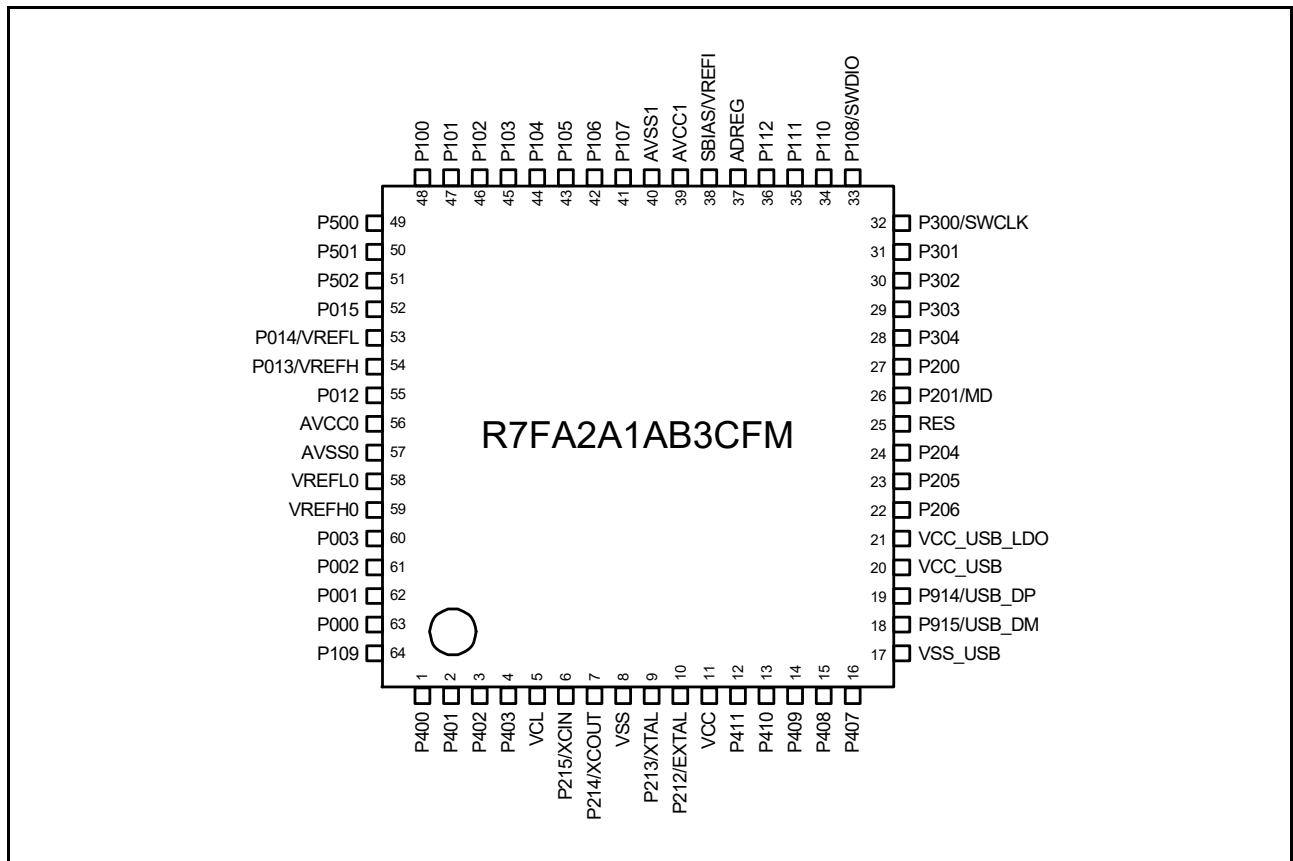 P100
P101
P102
P103
P104
P105
P106
P107
AVSS1
AVCC1
SBIAS/VREFI
ADREG
P112
P111
P110
P108/SWDIO
48
47
46
45
44
43
42
41
40
39
38
37
36
35
34
33
P500 49
P501 50
P502 51
P015 52
P014/VREFL 53
P013/VREFH 54
P012 55
AVCC0 56
AVSS0 57
VREFL0 58
VREFH0 59
P003 60
P002 61
P001 62
P000 63
P109 64
R7FA2A1AB3CFM
32 P300/SWCLK
31 P301
30 P302
29 P303
28 P304
27 P200
26 P201/MD
25 RES
24 P204
23 P205
22 P206
21 VCC_USB_LDO
20 VCC_USB
19 P914/USB_DP
18 P915/USB_DM
17 VSS_USB
1
2
3
4
5
6
7
8
9
10
11
12
13
14
15
16
P400
P401
P402
P403
VCL
P215/XCIN
P214/XCOUT
VSS
P213/XTAL
P212/EXTAL
VCC
P411
P410
P409
P408
P407